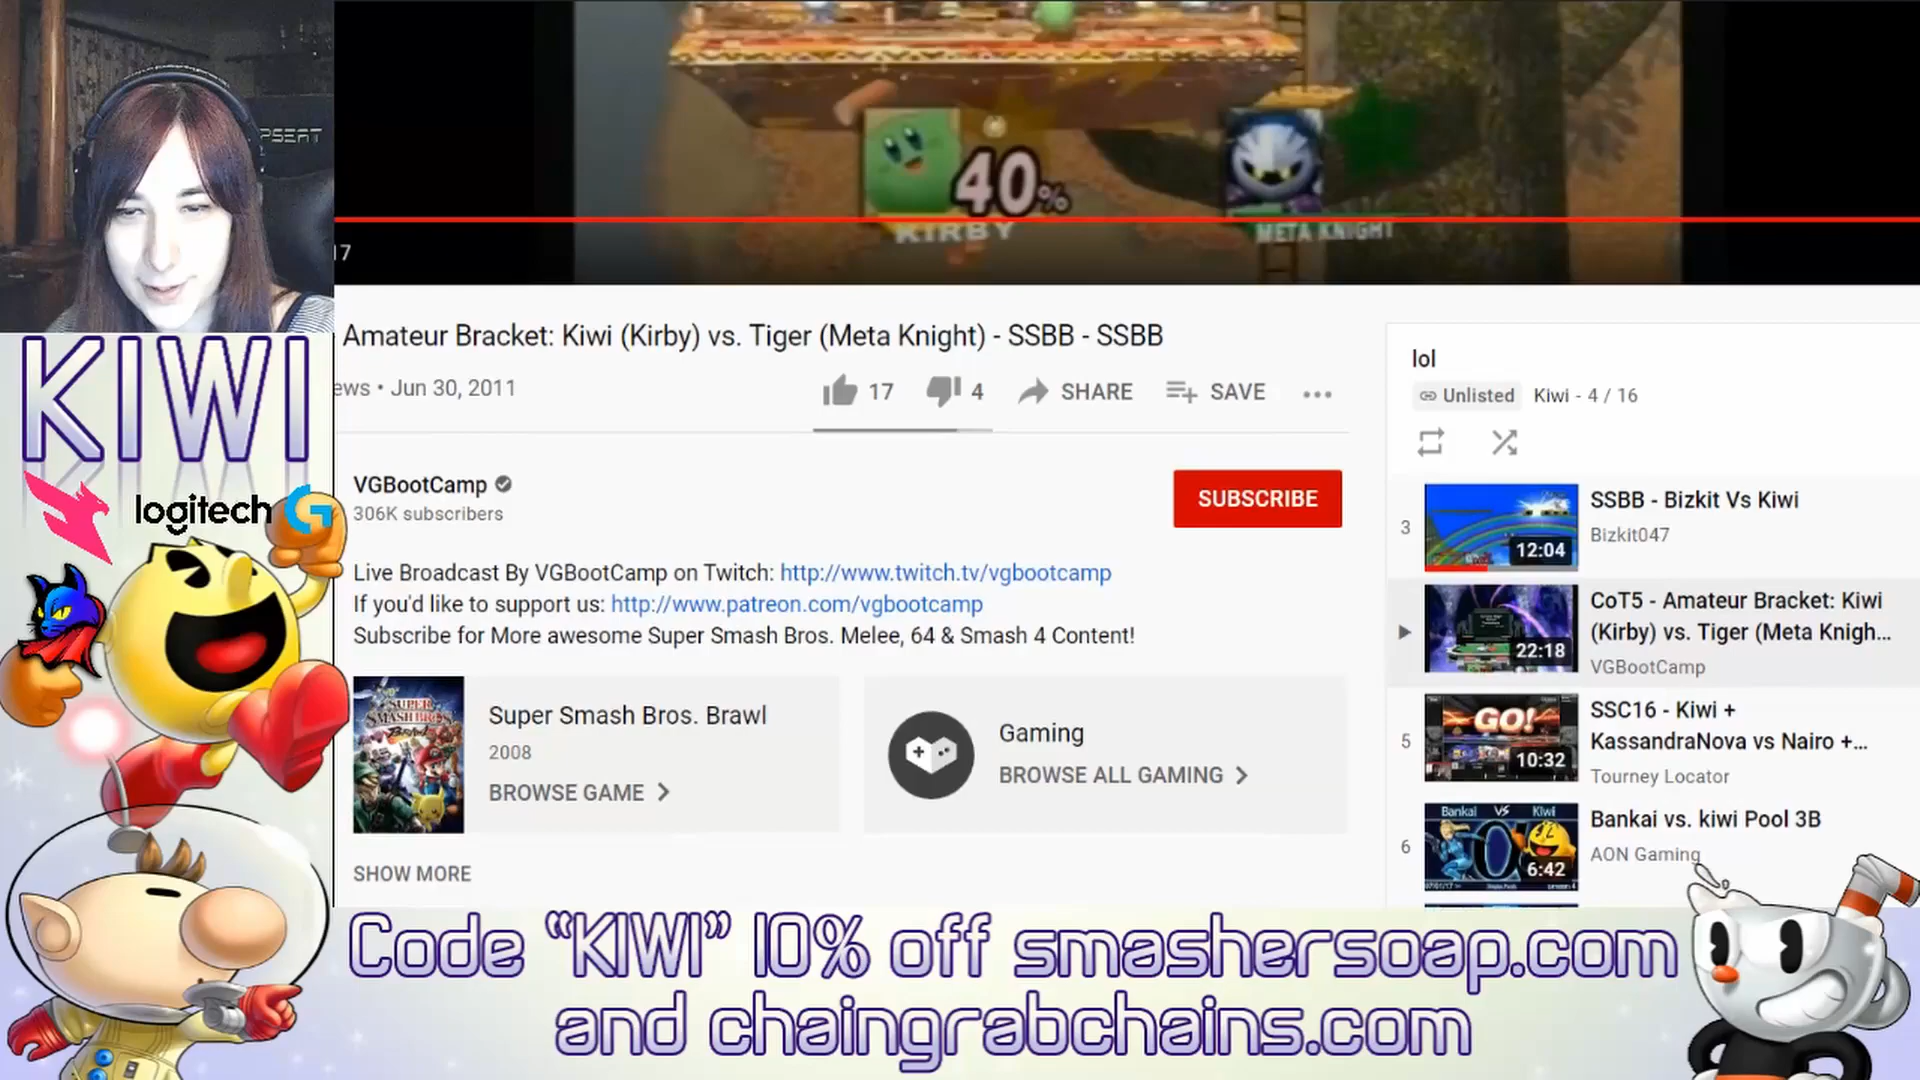 PSEAT
40%
KIRBY
META KNIGHT
17
Amateur Bracket: Kiwi (Kirby) vs. Tiger (Meta Knight) - SSBB - SSBB
ews • Jun 30, 2011
17
4
SHARE
SAVE
VGBootCamp
306K subscribers
SUBSCRIBE
Live Broadcast By VGBootCamp on Twitch: http://www.twitch.tv/vgbootcamp
If you'd like to support us: http://www.patreon.com/vgbootcamp
Subscribe for More awesome Super Smash Bros. Melee, 64 & Smash 4 Content!
SUPER
SMASH BROS
BRAWL
Super Smash Bros. Brawl
2008
BROWSE GAME
Gaming
BROWSE ALL GAMING
SHOW MORE
lol
Unlisted
Kiwi - 4 / 16
3
12:04
SSBB - Bizkit Vs Kiwi
Bizkit047
22:18
CoT5 - Amateur Bracket: Kiwi
(Kirby) vs. Tiger (Meta Knigh...
VGBootCamp
5
GO!
10:32
SSC16 - Kiwi +
KassandraNova vs Nairo +...
Tourney Locator
6
Bankai VS Kiwi
6:42
Bankai vs. kiwi Pool 3B
AON Gaming
KIWI
logitech G
Code "KIWI" 10% off smashersoap.com
and chaingrabchains.com